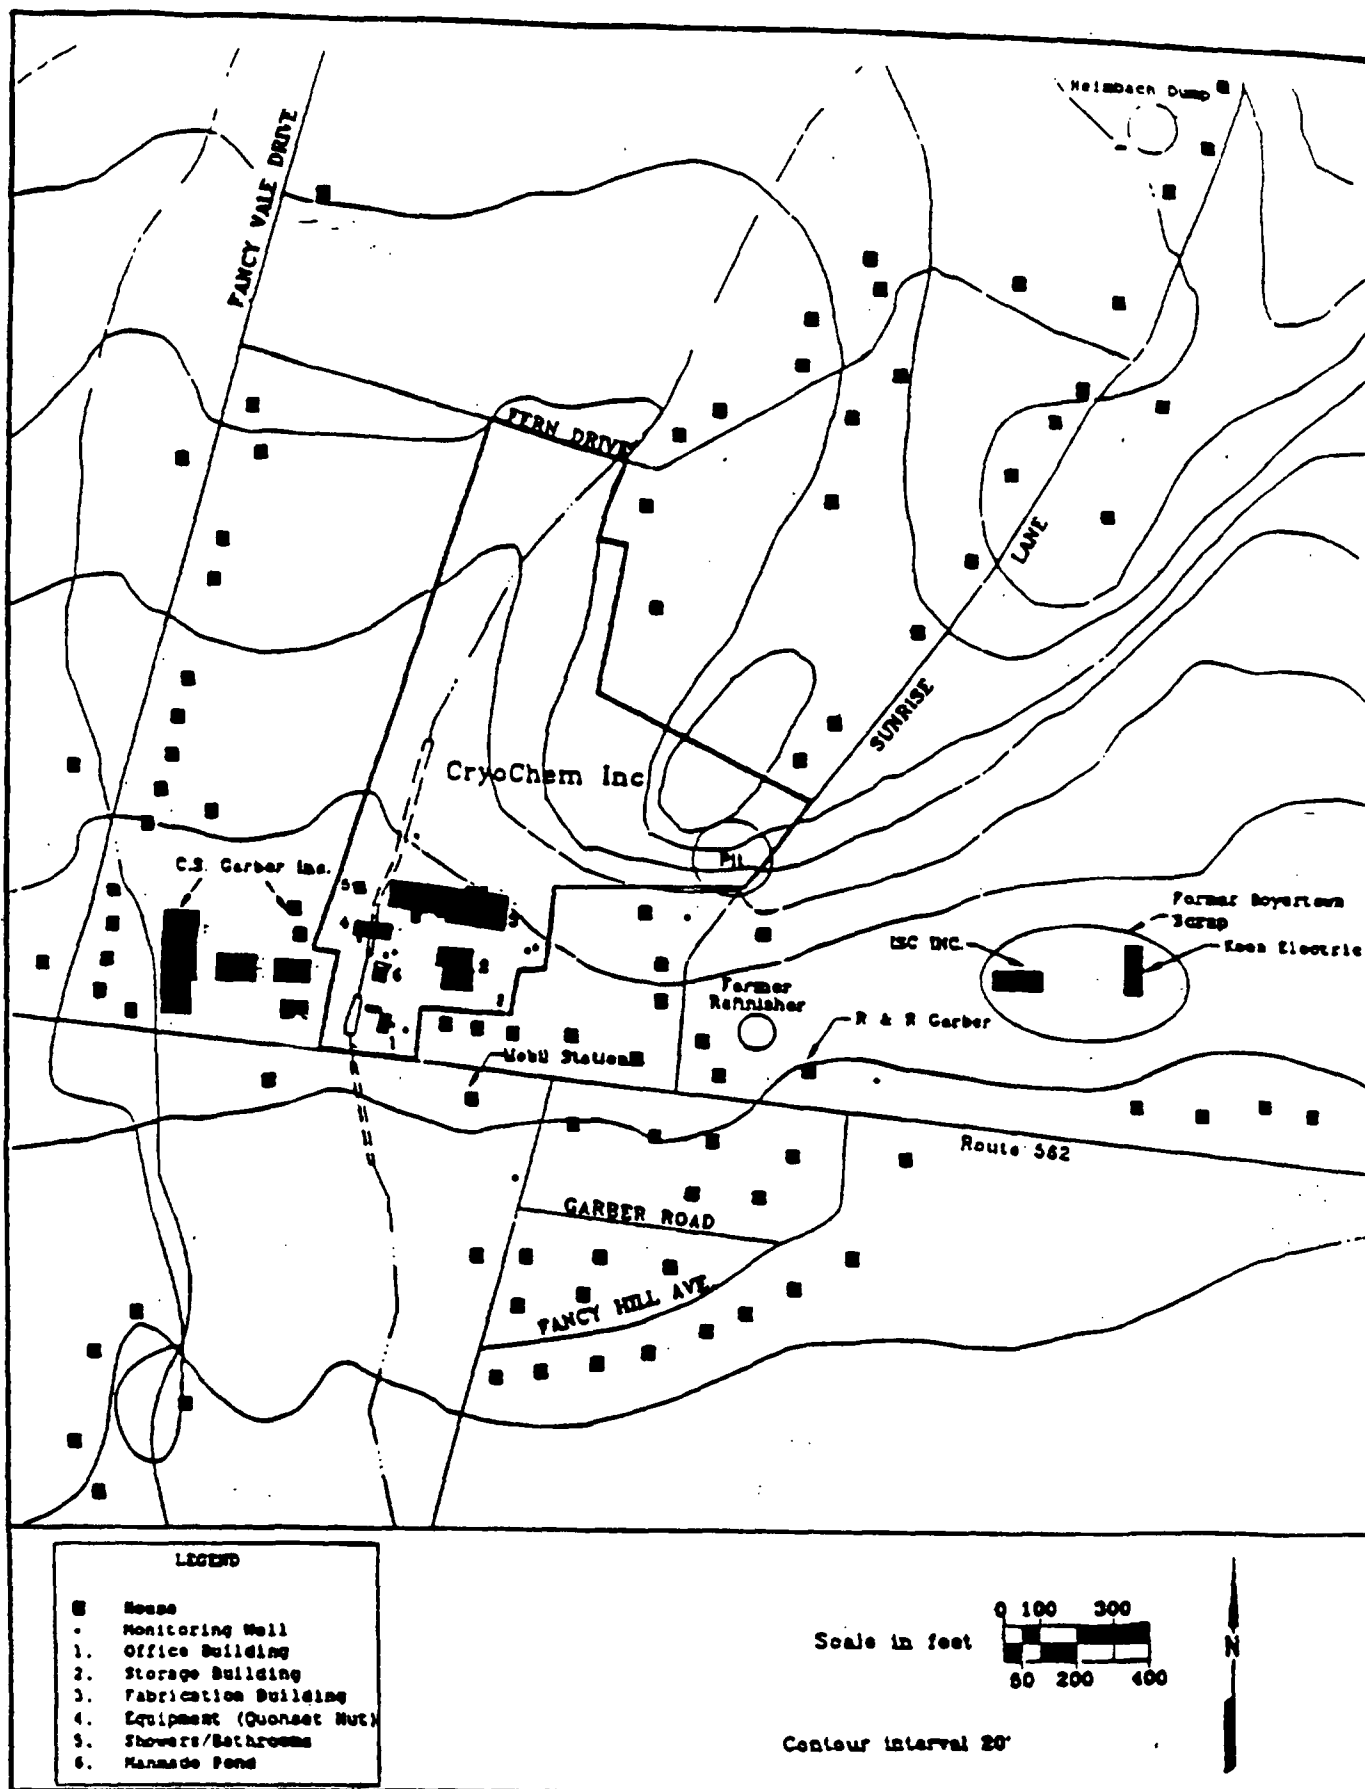 Heimbach Dump
FANCY VALE DRIVE
FERN DRIVE
LANE
SUNRISE
CryoChem Inc
Pit
C.S. Garber Inc.
5
4
3
6
2
1
1
Former Boyertown
Scrap
ISC INC.
Keen Electric
Former
Refinisher
R & R Garber
Mobil Station
Route 562
GARBER ROAD
FANCY HILL AVE.
LEGEND
House
Monitoring Well
1. Office Building
2. Storage Building
3. Fabrication Building
4. Equipment (Quonset Hut)
5. Showers/Bathrooms
6. Manmade Pond
Scale in feet
0 100 300
50 200 400
N
Contour interval 20'